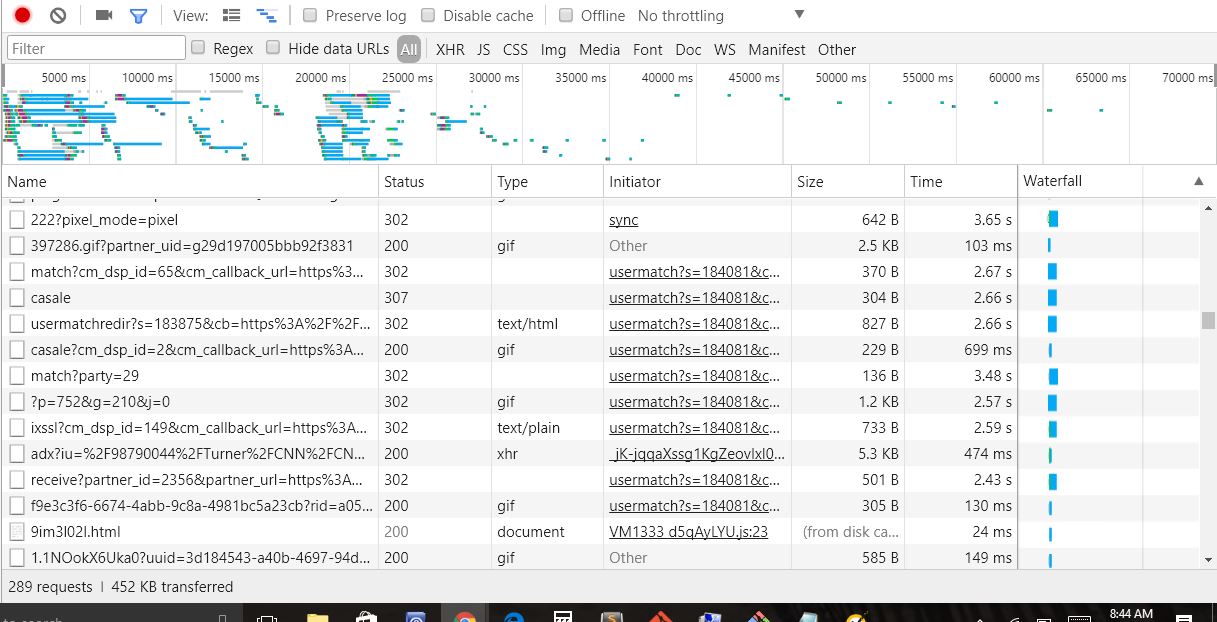 View: Preserve log Disable cache Offline No throttling
Filter Regex Hide data URLs All XHR JS CSS Img Media Font Doc WS Manifest Other
5000 ms 10000 ms 15000 ms 20000 ms 25000 ms 30000 ms 35000 ms 40000 ms 45000 ms 50000 ms 55000 ms 60000 ms 65000 ms 70000 ms
Name Status Type Initiator Size Time Waterfall
222?pixel_mode=pixel 302 sync 642 B 3.65 s
397286.gif?partner_uid=g29d197005bbb92f3831 200 gif Other 2.5 KB 103 ms
match?cm_dsp_id=65&cm_callback_url=https%3... 302 usermatch?s=184081&c... 370 B 2.67 s
casale 307 usermatch?s=184081&c... 304 B 2.66 s
usermatchredir?s=183875&cb=https%3A%2F%2F... 302 text/html usermatch?s=184081&c... 827 B 2.66 s
casale?cm_dsp_id=2&cm_callback_url=https%3A... 200 gif usermatch?s=184081&c... 229 B 699 ms
match?party=29 302 usermatch?s=184081&c... 136 B 3.48 s
?p=752&g=210&j=0 302 gif usermatch?s=184081&c... 1.2 KB 2.57 s
ixssl?cm_dsp_id=149&cm_callback_url=https%3A... 302 text/plain usermatch?s=184081&c... 733 B 2.59 s
adx?iu=%2F98790044%2FTurner%2FCNN%2FCN... 200 xhr _jK-jqqaXssg1KgZeovlxI0... 5.3 KB 474 ms
receive?partner_id=2356&partner_url=https%3A... 302 usermatch?s=184081&c... 501 B 2.43 s
f9e3c3f6-6674-4abb-9c8a-4981bc5a23cb?rid=a05... 200 gif usermatch?s=184081&c... 305 B 130 ms
9im3l02I.html 200 document VM1333 d5qAyLYU.js:23 (from disk ca... 24 ms
1.1NOokX6Uka0?uuid=3d184543-a40b-4697-94d... 200 gif Other 585 B 149 ms
289 requests | 452 KB transferred
8:44 AM